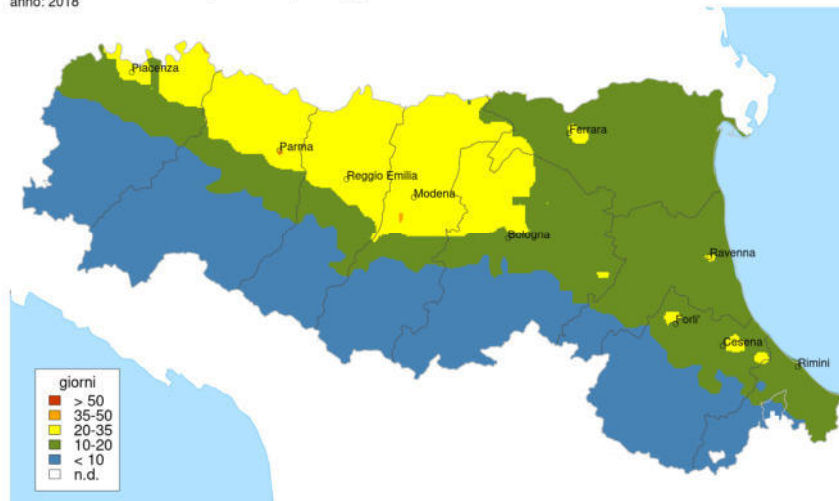 anno: 2018
Piacenza
Parma
Reggio Emilia
Modena
Ferrara
Bologna
Ravenna
Forli'
Cesena
Rimini
giorni
> 50
35-50
20-35
10-20
< 10
n.d.